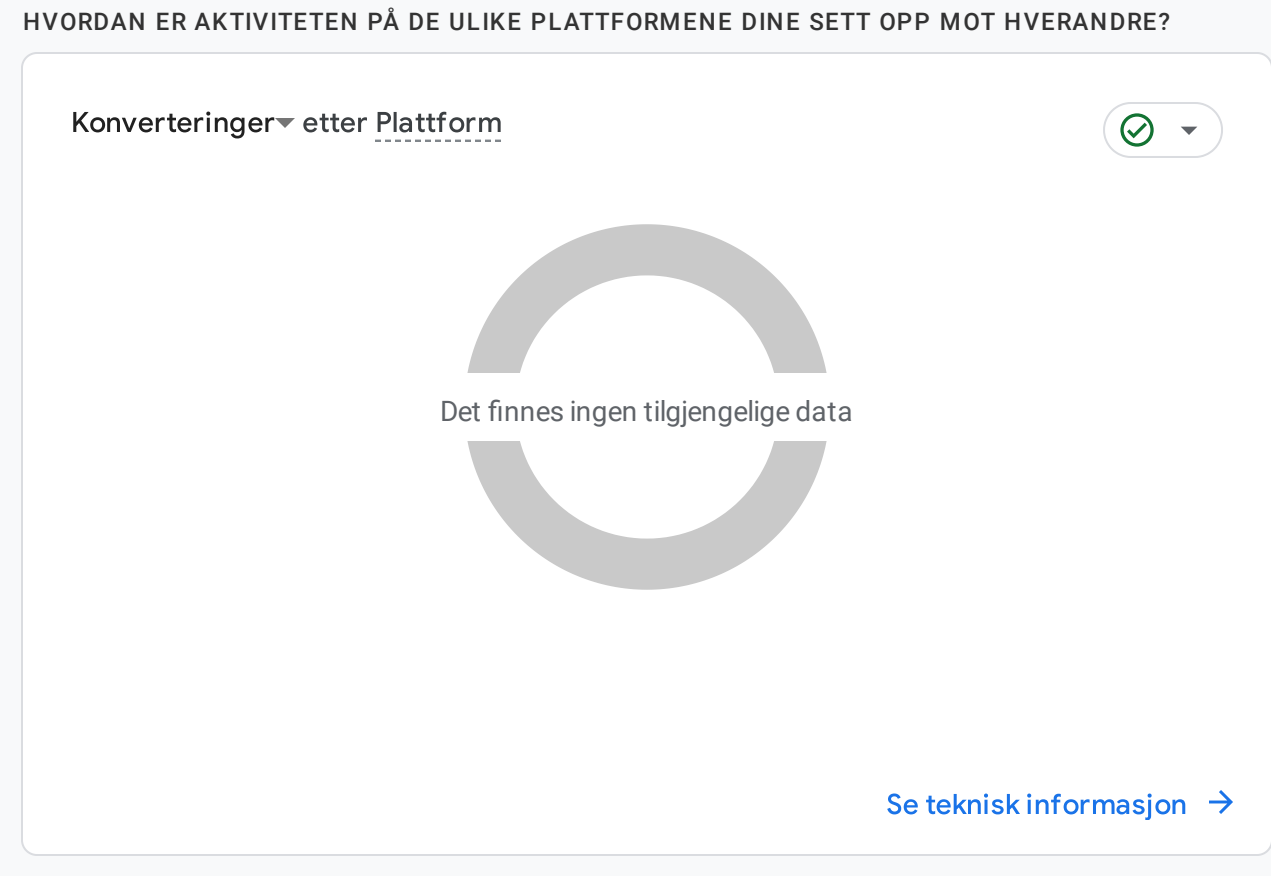 HVORDAN ER AKTIVITETEN PÅ DE ULIKE PLATTFORMENE DINE SETT OPP MOT HVERANDRE?
Konverteringer etter Plattform
Det finnes ingen tilgjengelige data
Se teknisk informasjon